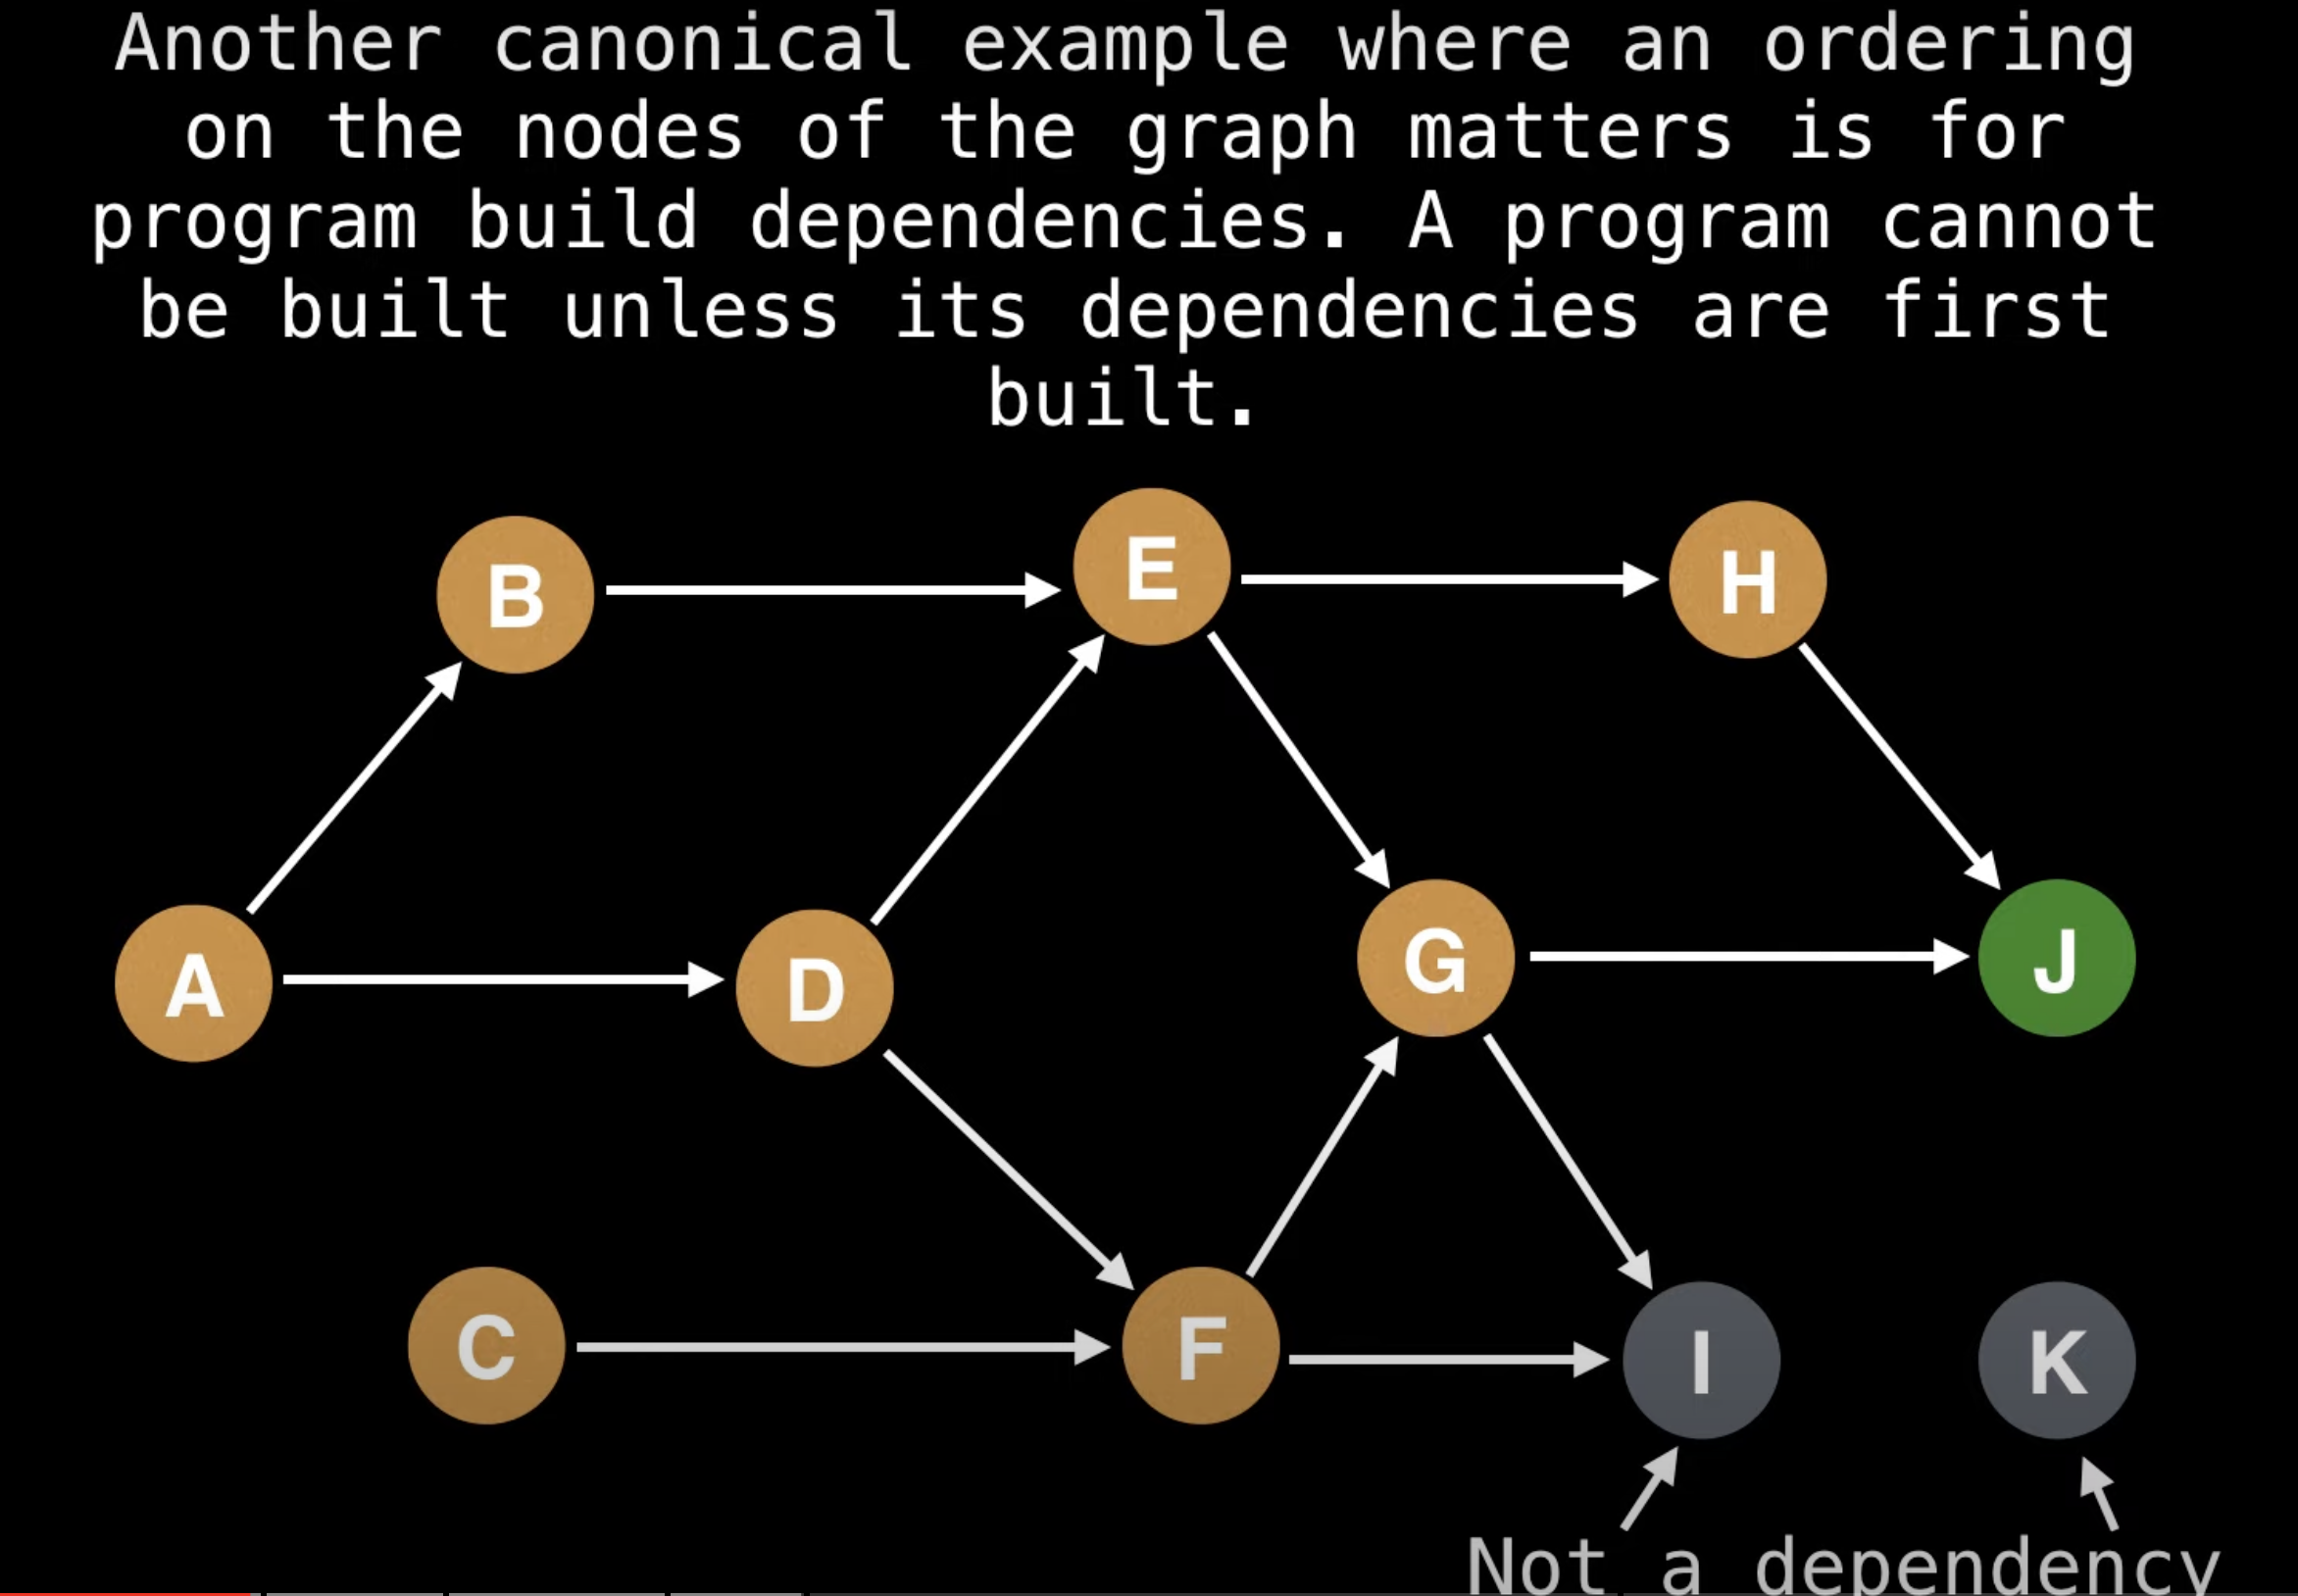 Another canonical example where an ordering
on the nodes of the graph matters is for
program build dependencies. A program cannot
be built unless its dependencies are first
built.
B
E
H
A
D
G
J
C
F
I
K
Not a dependency